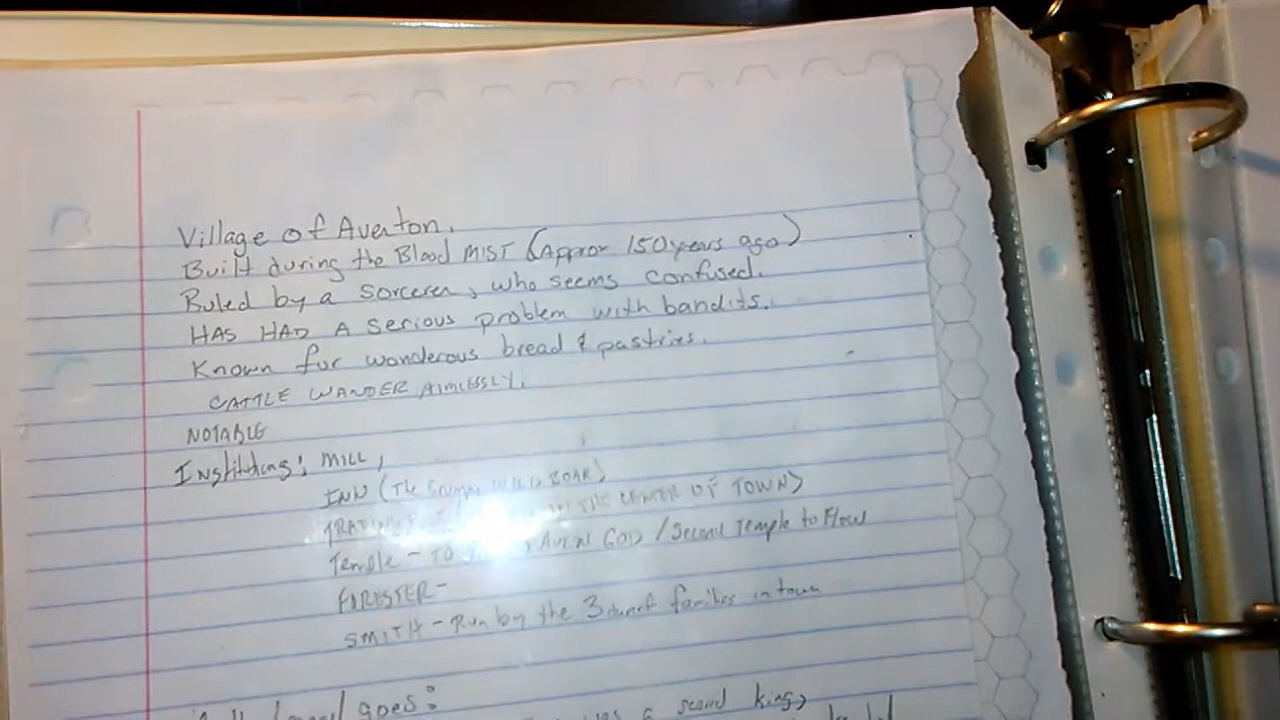 Village of Averton.
Built during the Blood MIST (Approx 150 years ago)
Ruled by a sorcerer, who seems confused.
HAS HAD A serious problem with bandits.
Known for wonderous bread & pastries.
CATTLE WANDER AIMLESSLY.
NOTABLE
Institutions: MILL,
INN (The WILD BOAR)
IN THE CENTER OF TOWN)
Temple - TO GOD / Second Temple to
FORESTER-
SMITH - Run by the 3 dwarf families in town
goes:
a second king,